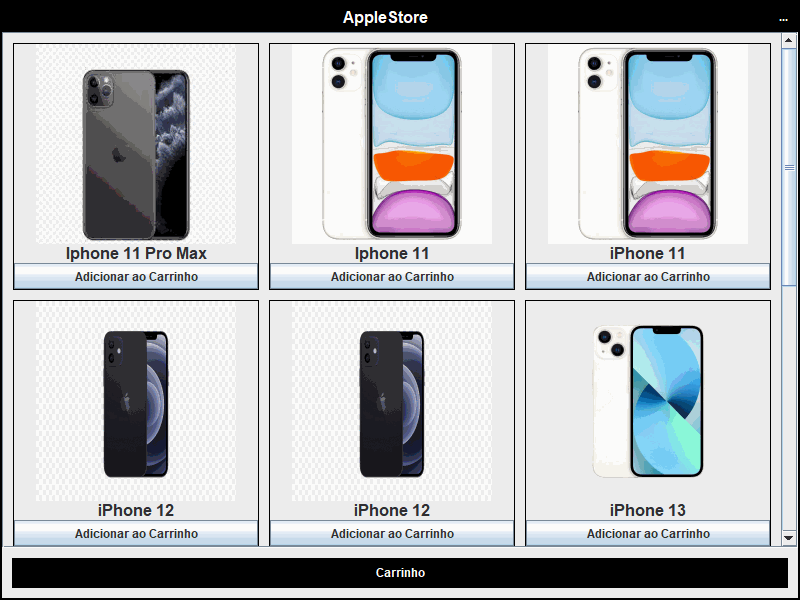 AppleStore
...
Iphone 11 Pro Max
Iphone 11
iPhone 11
Adicionar ao Carrinho
Adicionar ao Carrinho
Adicionar ao Carrinho
iPhone 12
iPhone 12
iPhone 13
Adicionar ao Carrinho
Adicionar ao Carrinho
Adicionar ao Carrinho
Carrinho